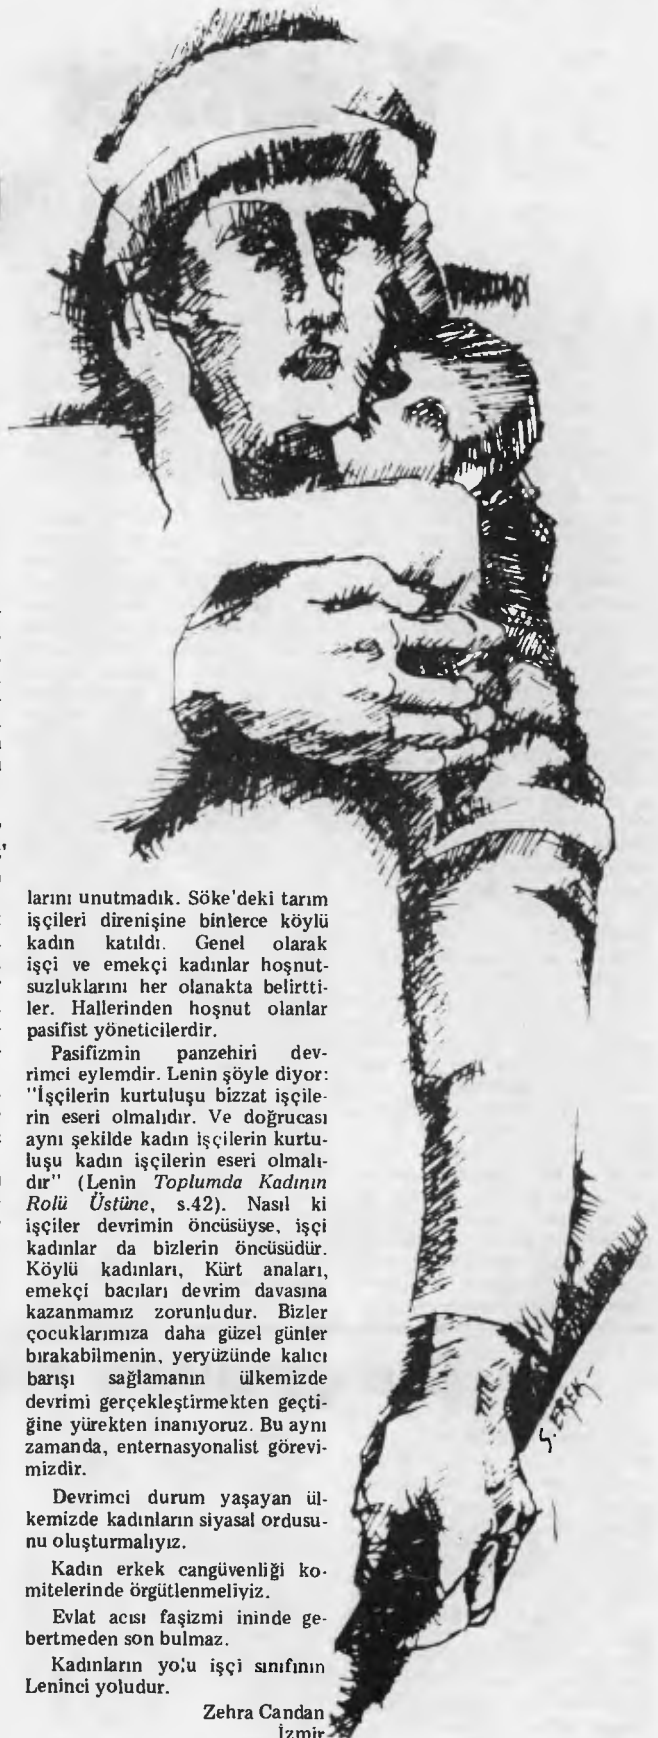 larını unutmadık. Söke'deki tarım
işçileri direnişine binlerce köylü
kadın katıldı. Genel olarak
işçi ve emekçi kadınlar hoşnut-
suzluklarını her olanakta belirtti-
ler. Hallerinden hoşnut olanlar
pasifist yöneticilerdir.
Pasifizmin panzehiri dev-
rimci eylemdir. Lenin şöyle diyor:
"İşçilerin kurtuluşu bizzat işçile-
rin eseri olmalıdır. Ve doğrucası
aynı şekilde kadın işçilerin kurtu-
luşu kadın işçilerin eseri olmalı-
dır" (Lenin Toplumda Kadının
Rolü Üstüne, s.42). Nasıl ki
işçiler devrimin öncüsüyse, işçi
kadınlar da bizlerin öncüsüdür.
Köylü kadınları, Kürt anaları,
emekçi bacıları devrim davasına
kazanmamız zorunludur. Bizler
çocuklarımıza daha güzel günler
bırakabilmenin, yeryüzünde kalıcı
barışı sağlamanın ülkemizde
devrimi gerçekleştirmekten geçti-
ğine yürekten inanıyoruz. Bu aynı
zamanda, enternasyonalist görevi-
mizdir.
Devrimci durum yaşayan ül-
kemizde kadınların siyasal ordusu-
nu oluşturmalıyız.
Kadın erkek cangüvenliği ko-
mitelerinde örgütlenmeliyiz.
Evlat acısı faşizmi ininde ge-
bertmeden son bulmaz.
Kadınların yolu işçi sınıfının
Leninci yoludur.
Zehra Candan
İzmir
G. EREK